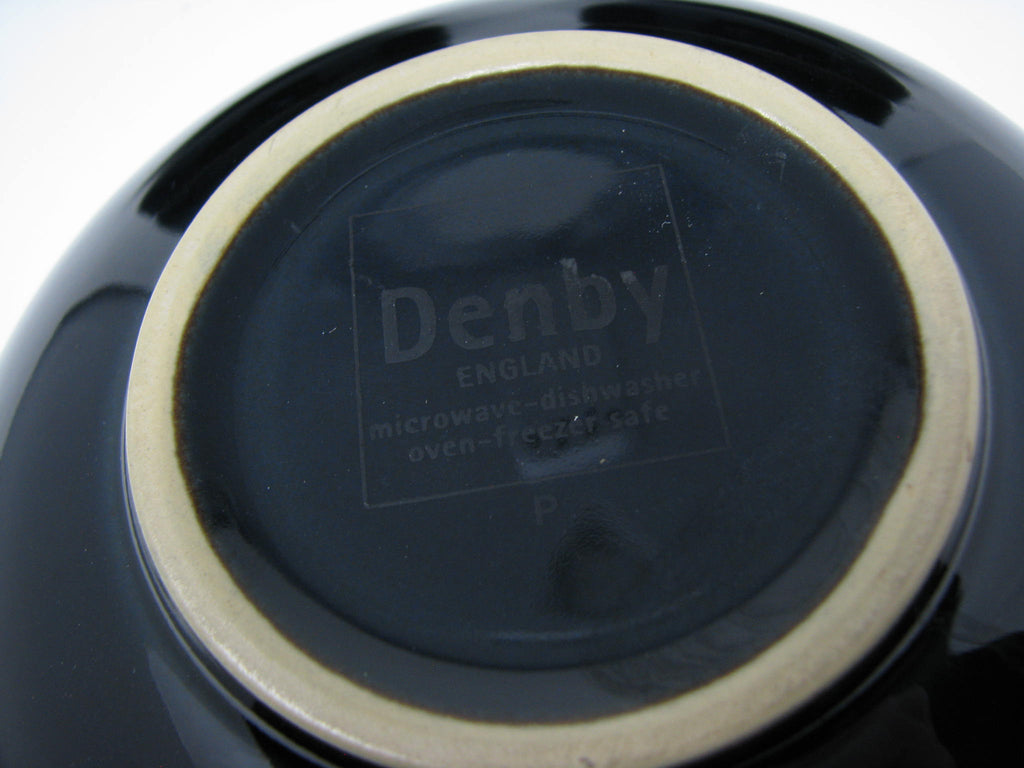 Denby
ENGLAND
microwave-dishwasher
oven-freezer safe
P